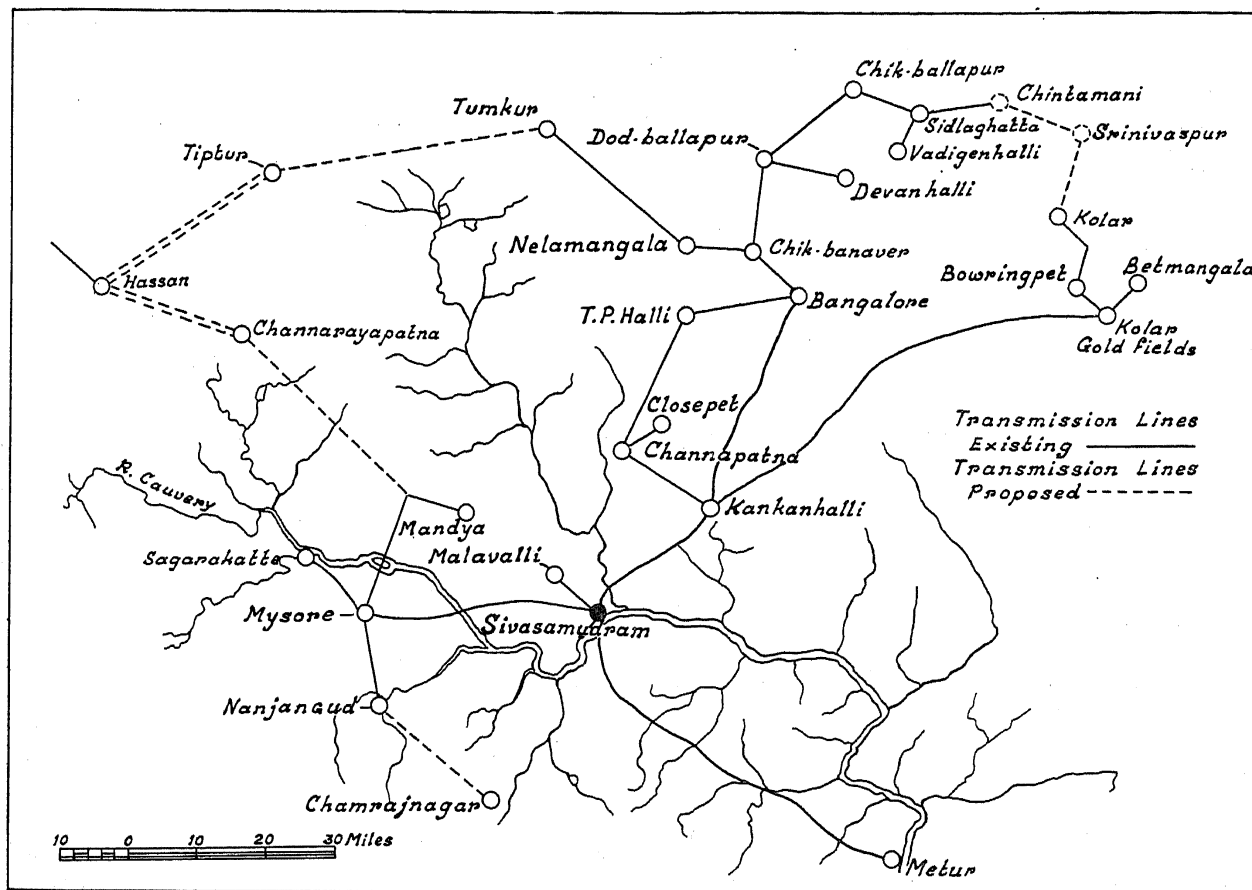 Chik-ballapur
Chintamani
Tumkur
Sidlaghatta
Srinivaspur
Dod-ballapur
Vadigenhalli
Tiptur
Devanhalli
Kolar
Nelamangala
Chik-banaver
Bowringpet
Betmangala
Hassan
Bangalore
T.P.Halli
Kolar
Gold fields
Channarayapatna
Closepet
Transmission Lines
Existing
Transmission Lines
Proposed
Channapatna
R. Cauvery
Kankanhalli
Mandya
Sagarakatte
Malavalli
Mysore
Sivasamudram
Nanjangud
Chamrajnagar
10 0 10 20 30 Miles
Metur